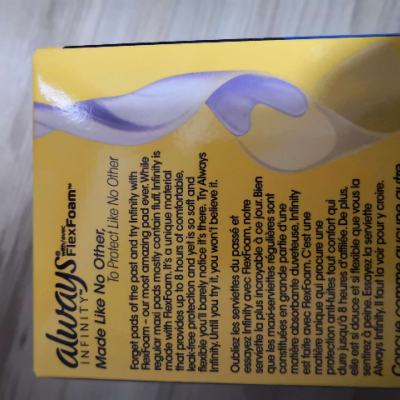 always
INFINITY™
with/avec
FlexFoam™
Made Like No Other,
To Protect Like No Other
Forget pads of the past and try Infinity with
FlexFoam - our most amazing pad ever. While
regular maxi pads mostly contain fluff, Infinity is
made with FlexFoam. It's a unique material
that provides up to 8 hours of comfortable,
leak-free protection and yet is so soft and
flexible you'll barely notice it's there. Try Always
Infinity. Until you try it, you won't believe it.
Oubliez les serviettes du passé et
essayez Infinity avec FlexFoam, notre
serviette la plus incroyable à ce jour. Bien
que les maxi-serviettes régulières sont
constituées en grande partie d'une
matière absorbante duveteuse, Infinity
est faite avec FlexFoam. C'est une
matière unique qui procure une
protection anti-fuites tout confort qui
dure jusqu'à 8 heures d'affilée. De plus,
elle est si douce et si flexible que vous la
sentirez à peine. Essayez la serviette
Always Infinity. Il faut la voir pour y croire.
Conçue comme aucune autre